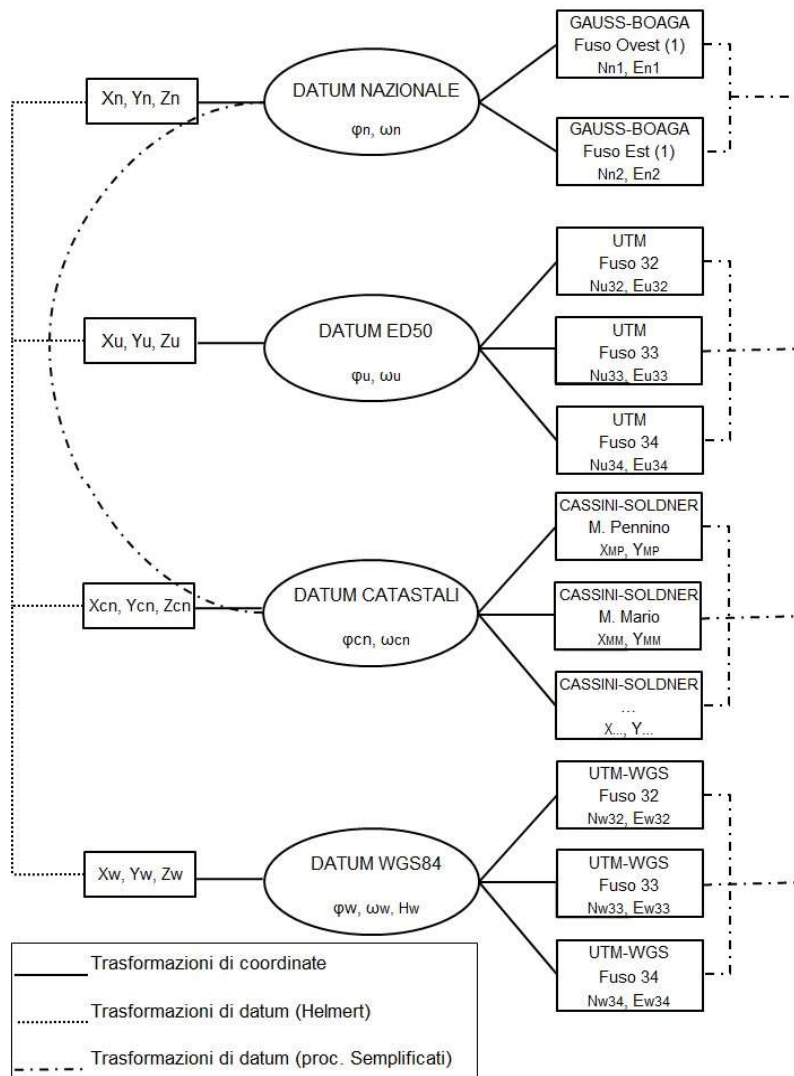 GAUSS-BOAGA
Fuso Ovest (1)
Nn1, En1
Xn, Yn, Zn
DATUM NAZIONALE
φn, ωn
GAUSS-BOAGA
Fuso Est (1)
Nn2, En2
UTM
Fuso 32
Nu32, Eu32
Xu, Yu, Zu
DATUM ED50
φu, ωu
UTM
Fuso 33
Nu33, Eu33
UTM
Fuso 34
Nu34, Eu34
CASSINI-SOLDNER
M. Pennino
XMP, YMP
Xcn, Ycn, Zcn
DATUM CATASTALI
φcn, ωcn
CASSINI-SOLDNER
M. Mario
XMM, YMM
CASSINI-SOLDNER
...
X..., Y...
UTM-WGS
Fuso 32
Nw32, Ew32
Xw, Yw, Zw
DATUM WGS84
φw, ωw, Hw
UTM-WGS
Fuso 33
Nw33, Ew33
UTM-WGS
Fuso 34
Nw34, Ew34
Trasformazioni di coordinate
Trasformazioni di datum (Helmert)
Trasformazioni di datum (proc. Semplificati)